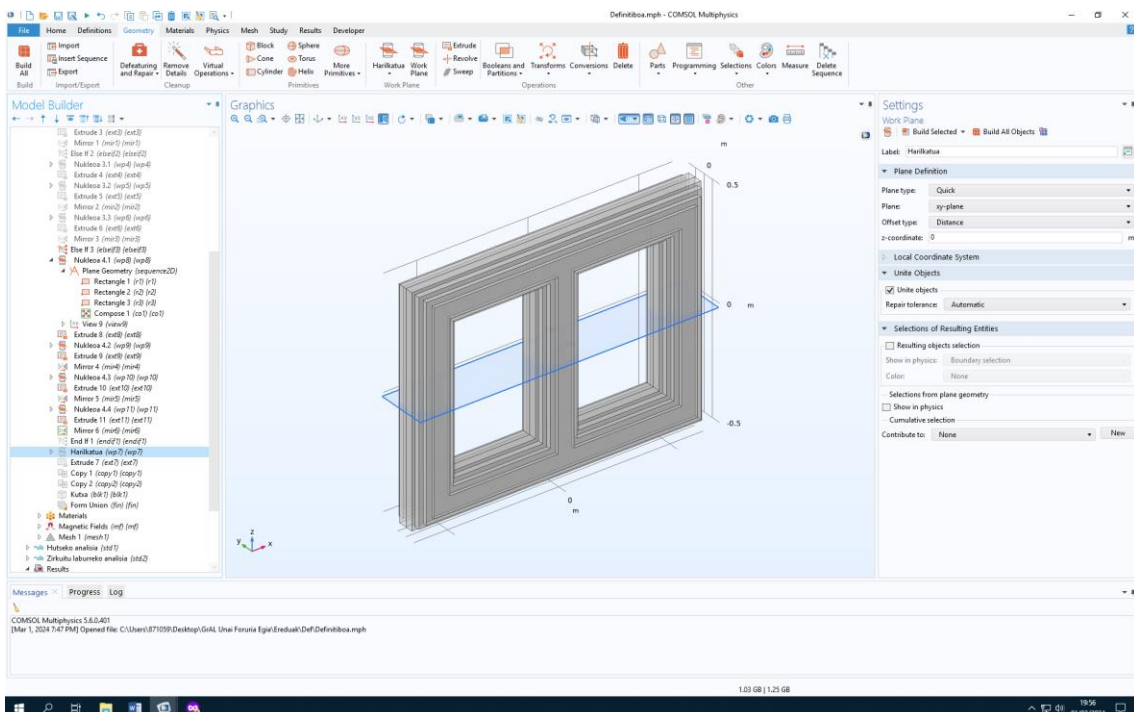 Definitiboa.mph - COMSOL Multiphysics
File Home Definitions Geometry Materials Physics Mesh Study Results Developer
Build All
Build
Import
Insert Sequence
Export
Import/Export
Defeaturing and Repair
Remove Details
Virtual Operations
Cleanup
Block Sphere
Cone Torus
Cylinder Helix
More Primitives
Primitives
Harilkatua
Work Plane
Work Plane
Extrude
Revolve
Sweep
Booleans and Partitions
Transforms
Conversions
Delete
Operations
Parts
Programming
Selections
Colors
Measure
Delete Sequence
Other
Model Builder
Extrude 3 (ext3) {ext3}
Mirror 1 (mir1) {mir1}
Else If 2 (elseif2) {elseif2}
Nukleoa 3.1 (wp4) {wp4}
Extrude 4 (ext4) {ext4}
Nukleoa 3.2 (wp5) {wp5}
Extrude 5 (ext5) {ext5}
Mirror 2 (mir2) {mir2}
Nukleoa 3.3 (wp6) {wp6}
Extrude 6 (ext6) {ext6}
Mirror 3 (mir3) {mir3}
Else If 3 (elseif3) {elseif3}
Nukleoa 4.1 (wp8) {wp8}
Plane Geometry {sequence2D}
Rectangle 1 (r1) {r1}
Rectangle 2 (r2) {r2}
Rectangle 3 (r3) {r3}
Compose 1 (co1) {co1}
View 9 {view9}
Extrude 8 (ext8) {ext8}
Nukleoa 4.2 (wp9) {wp9}
Extrude 9 (ext9) {ext9}
Mirror 4 (mir4) {mir4}
Nukleoa 4.3 (wp10) {wp10}
Extrude 10 (ext10) {ext10}
Mirror 5 (mir5) {mir5}
Nukleoa 4.4 (wp11) {wp11}
Extrude 11 (ext11) {ext11}
Mirror 6 (mir6) {mir6}
End If 1 (endif1) {endif1}
Harilkatua (wp7) {wp7}
Extrude 7 (ext7) {ext7}
Copy 1 (copy1) {copy1}
Copy 2 (copy2) {copy2}
Kutxa (blk1) {blk1}
Form Union (fin) {fin}
Materials
Magnetic Fields (mf) {mf}
Mesh 1 {mesh1}
Hutseko analisia {std1}
Zirkuitu laburreko analisia {std2}
Results
Graphics
m
0
0.5
0 m
-0.5
0
m
z
y
x
Settings
Work Plane
Build Selected Build All Objects
Label: Harilkatua
Plane Definition
Plane type: Quick
Plane: xy-plane
Offset type: Distance
z-coordinate: 0 m
Local Coordinate System
Unite Objects
Unite objects
Repair tolerance: Automatic
Selections of Resulting Entities
Resulting objects selection
Show in physics: Boundary selection
Color: None
Selections from plane geometry
Show in physics
Cumulative selection
Contribute to: None New
Messages Progress Log
COMSOL Multiphysics 5.6.0.401
[Mar 1, 2024 7:47 PM] Opened file: C:\Users\871059\Desktop\GrAL Unai Foruria Egia\Ereduak\Def\Definitiboa.mph
1.03 GB | 1.25 GB
19:56